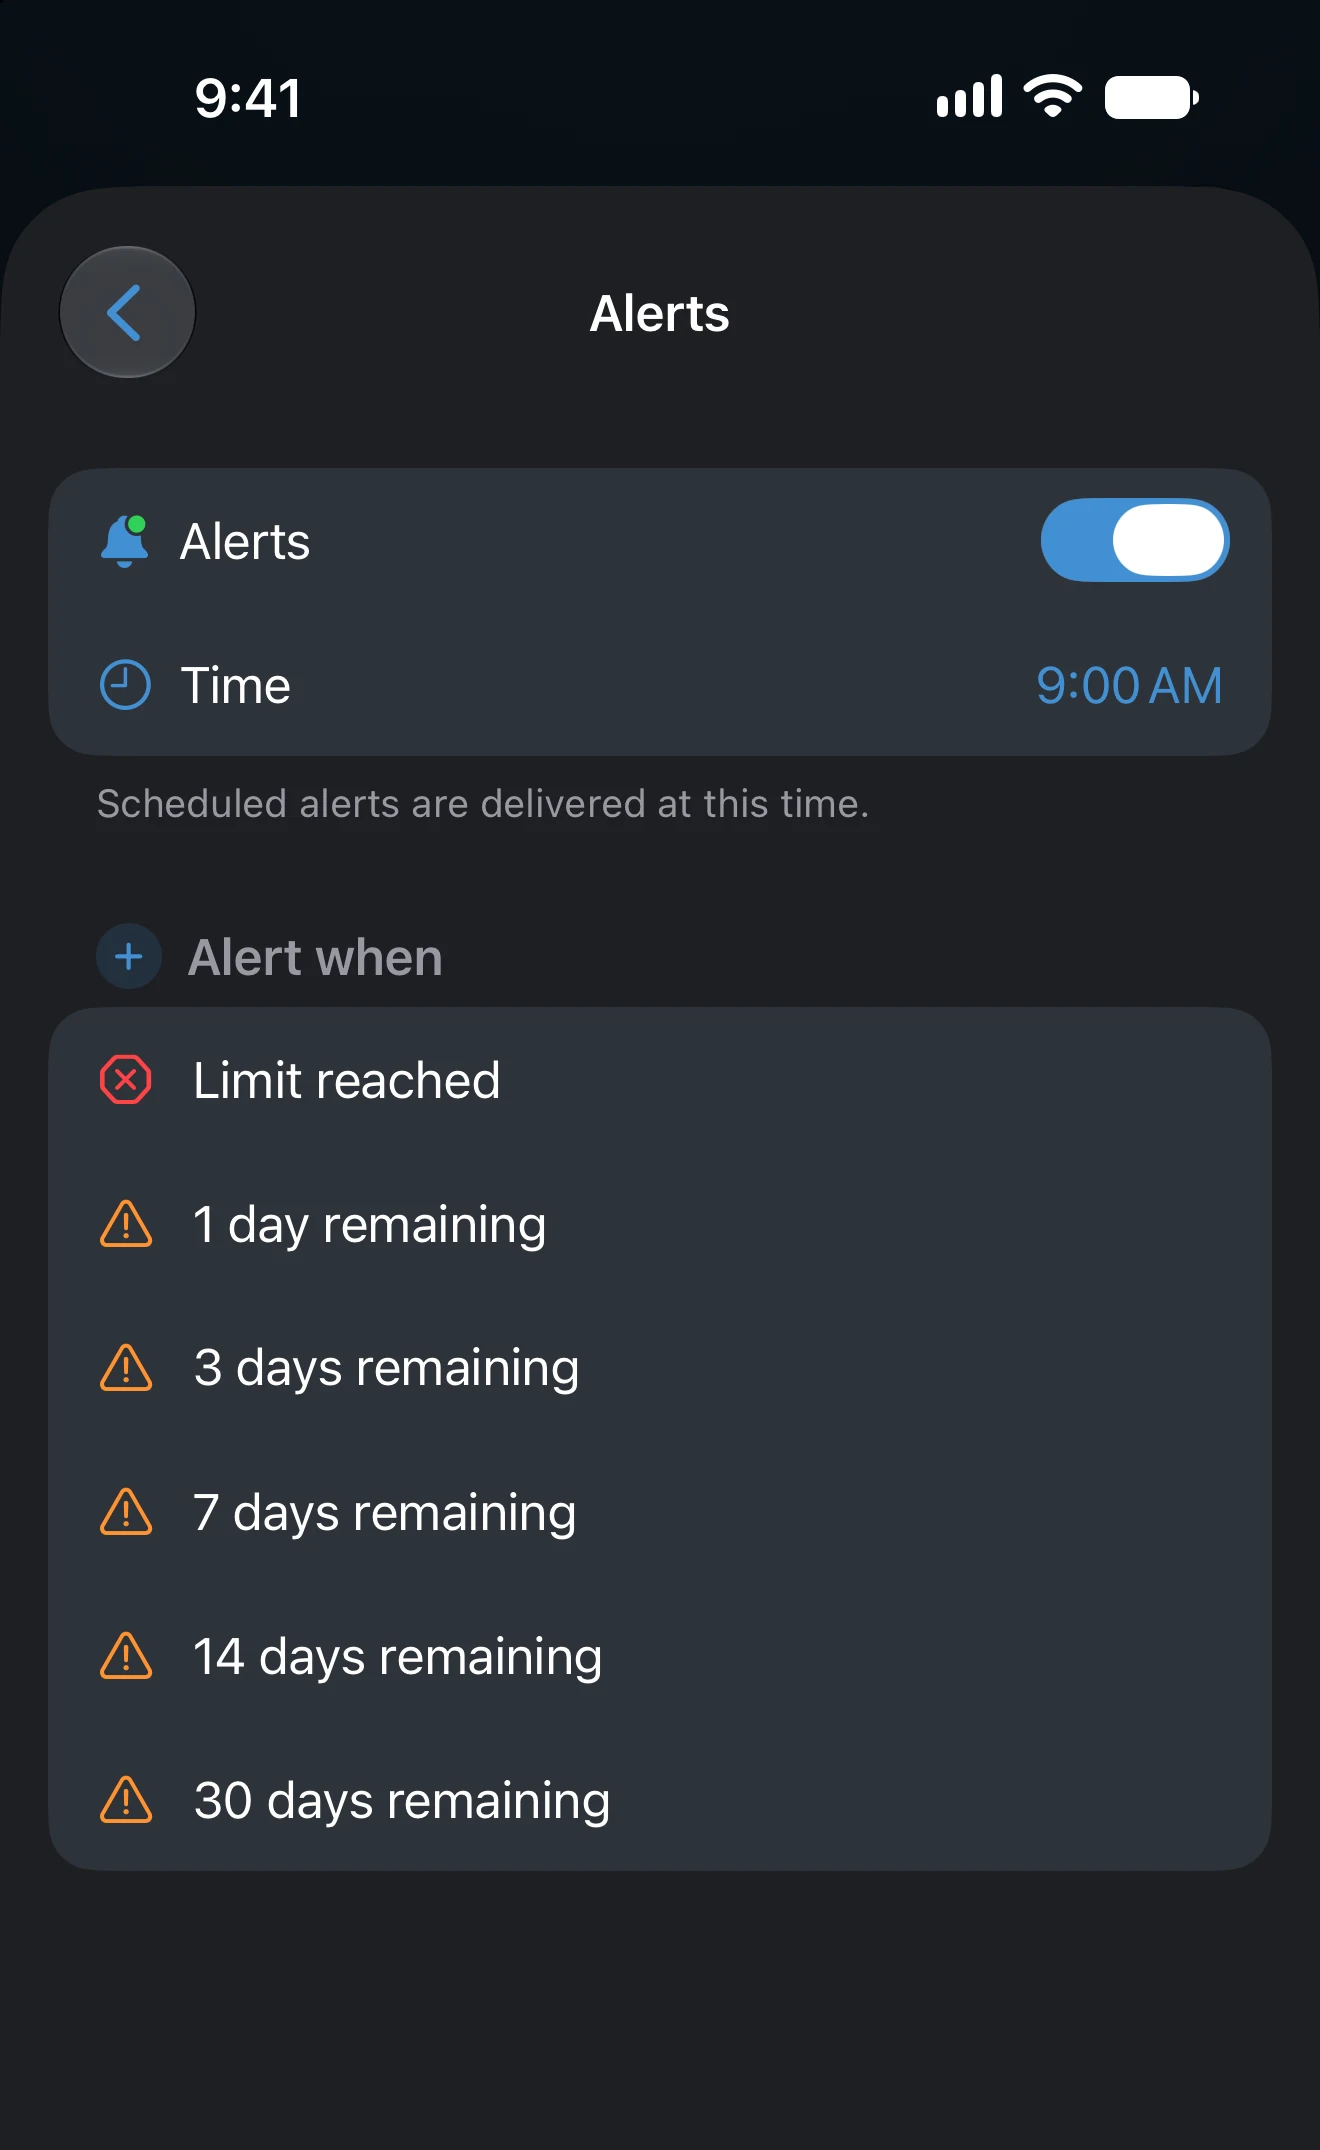 9:41
Alerts
Alerts
Time
9:00 AM
Scheduled alerts are delivered at this time.
Alert when
Limit reached
1 day remaining
3 days remaining
7 days remaining
14 days remaining
30 days remaining